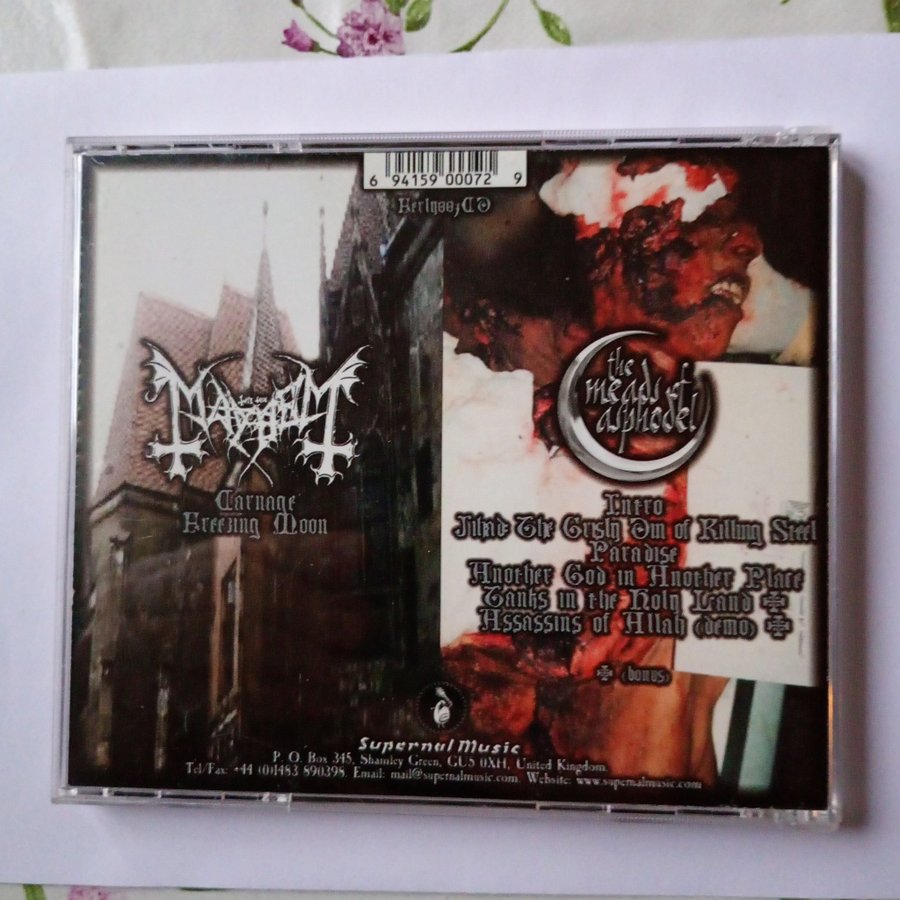 6 94159 00072 9
MAYHEM
Carnage
Freezing Moon
the
meads of
asphodel
Intro
Jihad The Grisly Din of Killing Steel
Paradise
Another God in Another Place
Tanks in the Holy Land ✠
Assassins of Allah (demo) ✠
✠ (bonus)
Supernal Music
P. O. Box 345, Shamley Green, GU5 0XH, United Kingdom.
Tel/Fax: +44 (0)1483 890398. Email: mail@supernalmusic.com. Website: www.supernalmusic.com